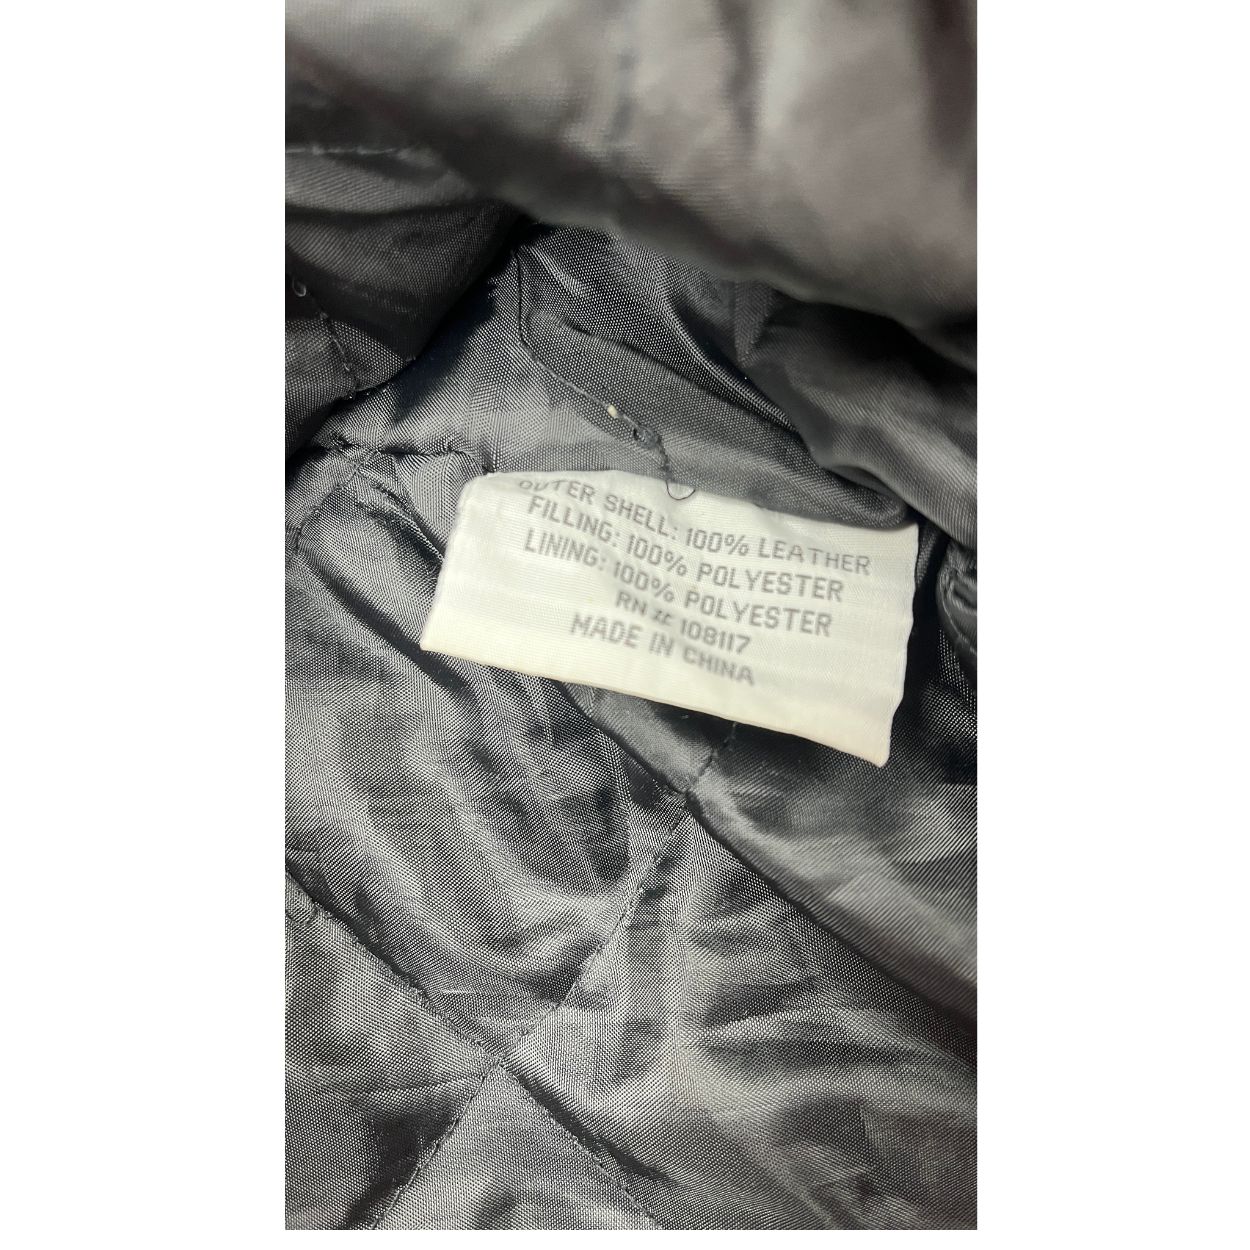 OUTER SHELL: 100% LEATHER
FILLING: 100% POLYESTER
LINING: 100% POLYESTER
RN # 108117
MADE IN CHINA